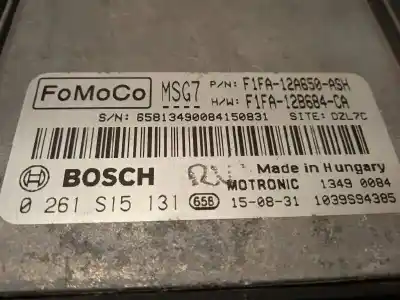 FoMoCo MSG7 P/N: F1FA-12A650-ASH
H/W: F1FA-12B684-CA
S/N: 65813490084150831 SITE: DZL7C
BOSCH Made in Hungary
MOTRONIC 1349 0084
0 261 S15 131 658 15-08-31 1039S94385